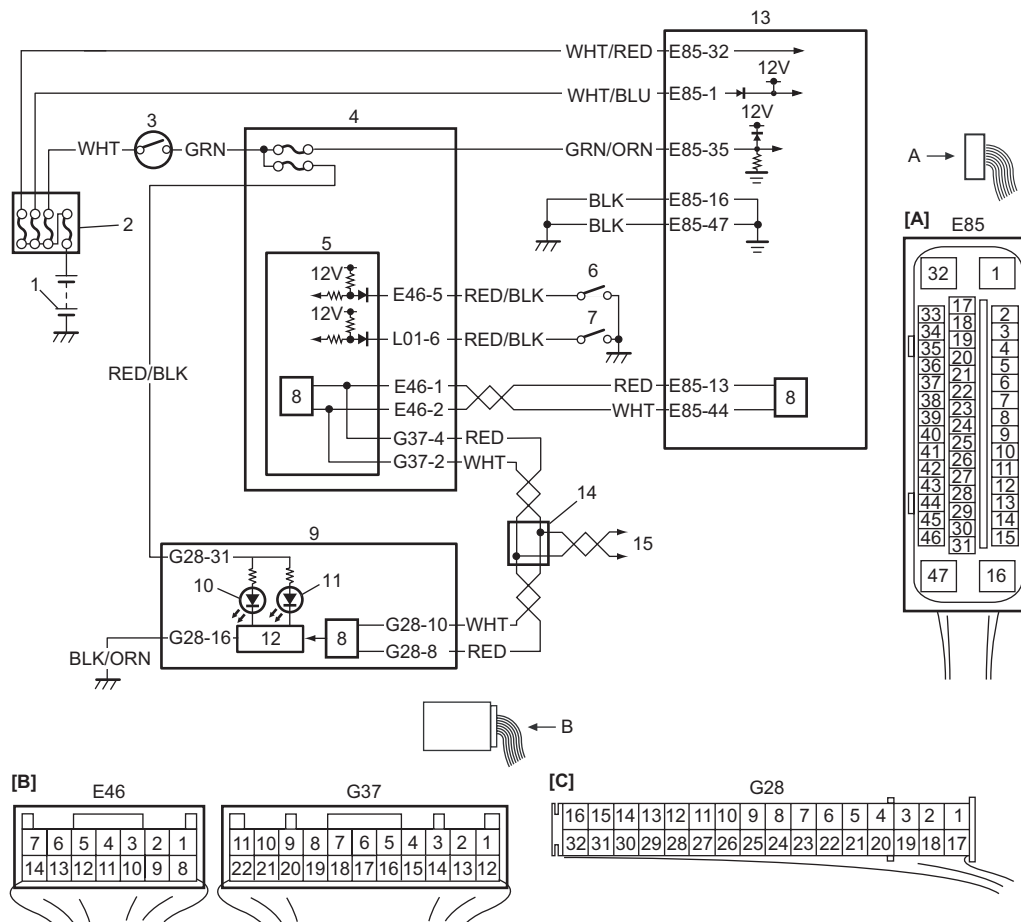 13
WHT/RED E85-32
12V
WHT/BLU E85-1
12V
3
4
WHT GRN
GRN/ORN E85-35
A
BLK E85-16
BLK E85-47
2
5
[A] E85
12V
6
1
E46-5 RED/BLK
12V
7
L01-6 RED/BLK
RED/BLK
8
E46-1
RED E85-13
8
E46-2
WHT E85-44
G37-4 RED
G37-2 WHT
14
15
9
G28-31
10
11
G28-10 WHT
G28-16
12
8
G28-8 RED
BLK/ORN
32 1
17
33 2
18
34 3
19
35 4
20
36 5
21
37 6
22
38 7
23
39 8
24
40 9
25
41 10
26
42 11
27
43 12
28
44 13
29
45 14
30
46 15
31
47 16
B
[B]
E46
7 6 5 4 3 2 1
14 13 12 11 10 9 8
G37
11 10 9 8 7 6 5 4 3 2 1
22 21 20 19 18 17 16 15 14 13 12
[C]
G28
16 15 14 13 12 11 10 9 8 7 6 5 4 3 2 1
32 31 30 29 28 27 26 25 24 23 22 21 20 19 18 17